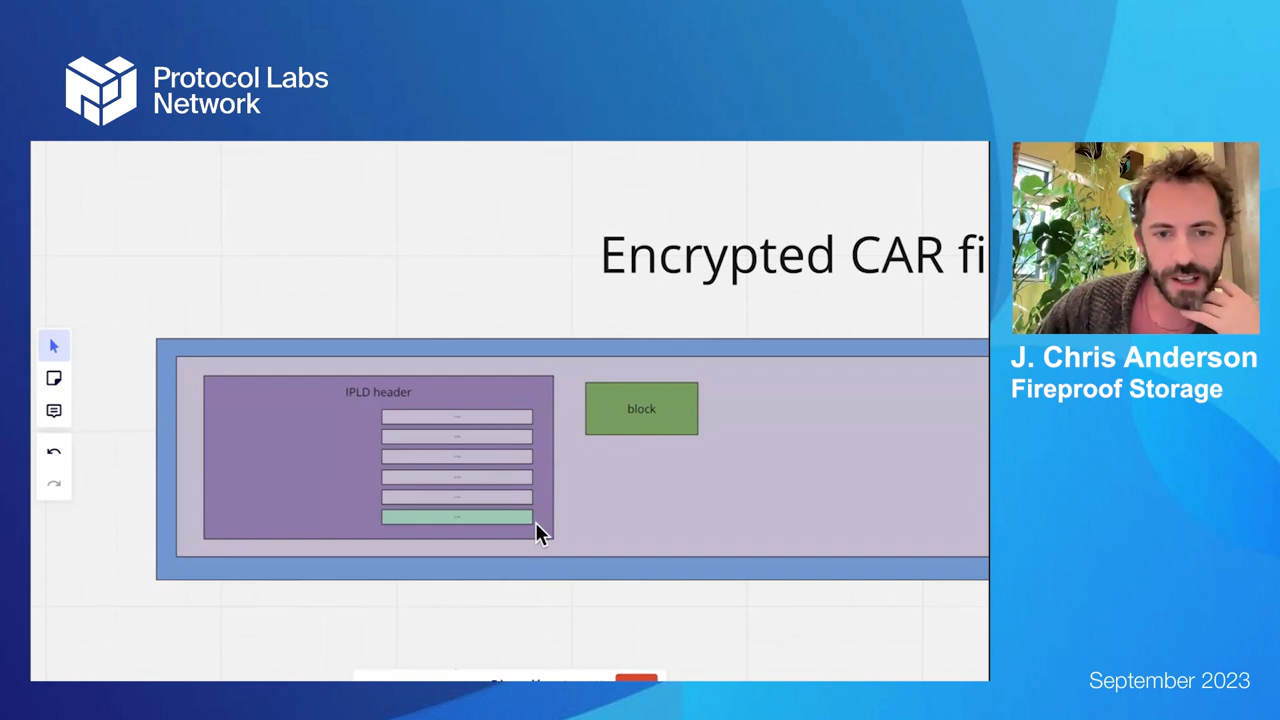 Protocol Labs
Network
Encrypted CAR fi
IPLD header
block
J. Chris Anderson
Fireproof Storage
September 2023